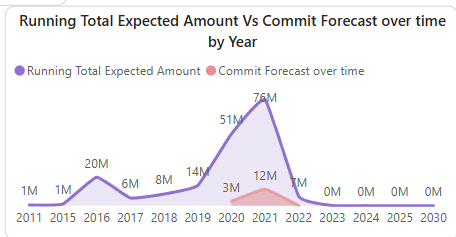 Running Total Expected Amount Vs Commit Forecast over time
by Year
Running Total Expected Amount Commit Forecast over time
76M
51M
20M
14M
12M
8M
7M
6M
3M
1M 1M
0M 0M 0M 0M
2011 2015 2016 2017 2018 2019 2020 2021 2022 2023 2024 2025 2030